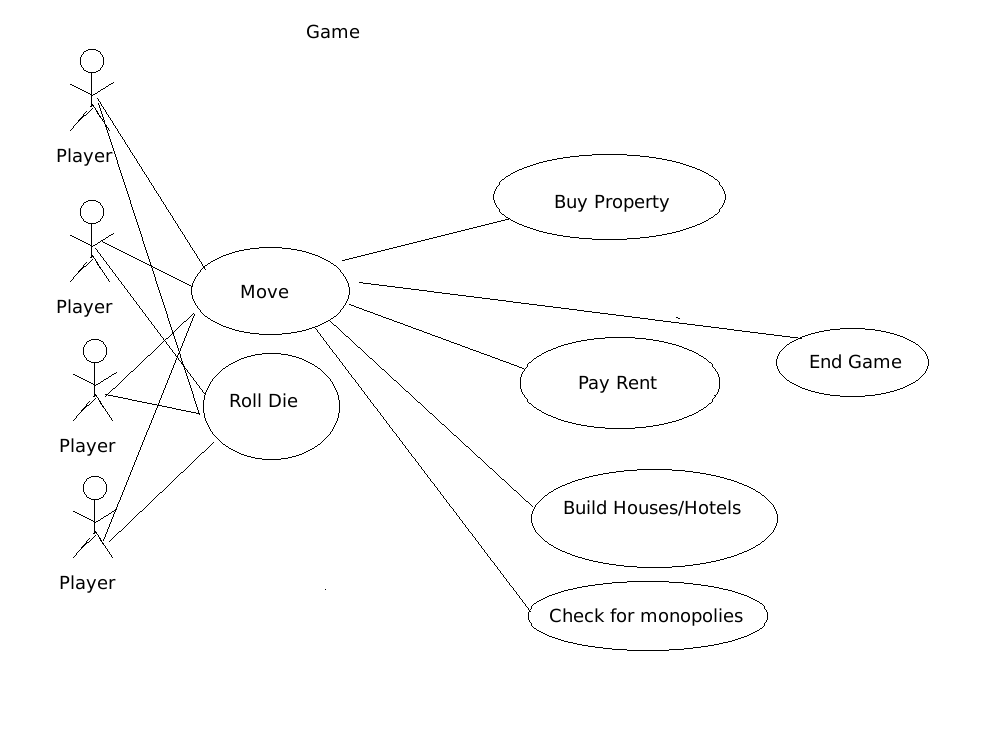 Game
Player
Buy Property
Player
Move
End Game
Pay Rent
Roll Die
Player
Build Houses/Hotels
Player
Check for monopolies